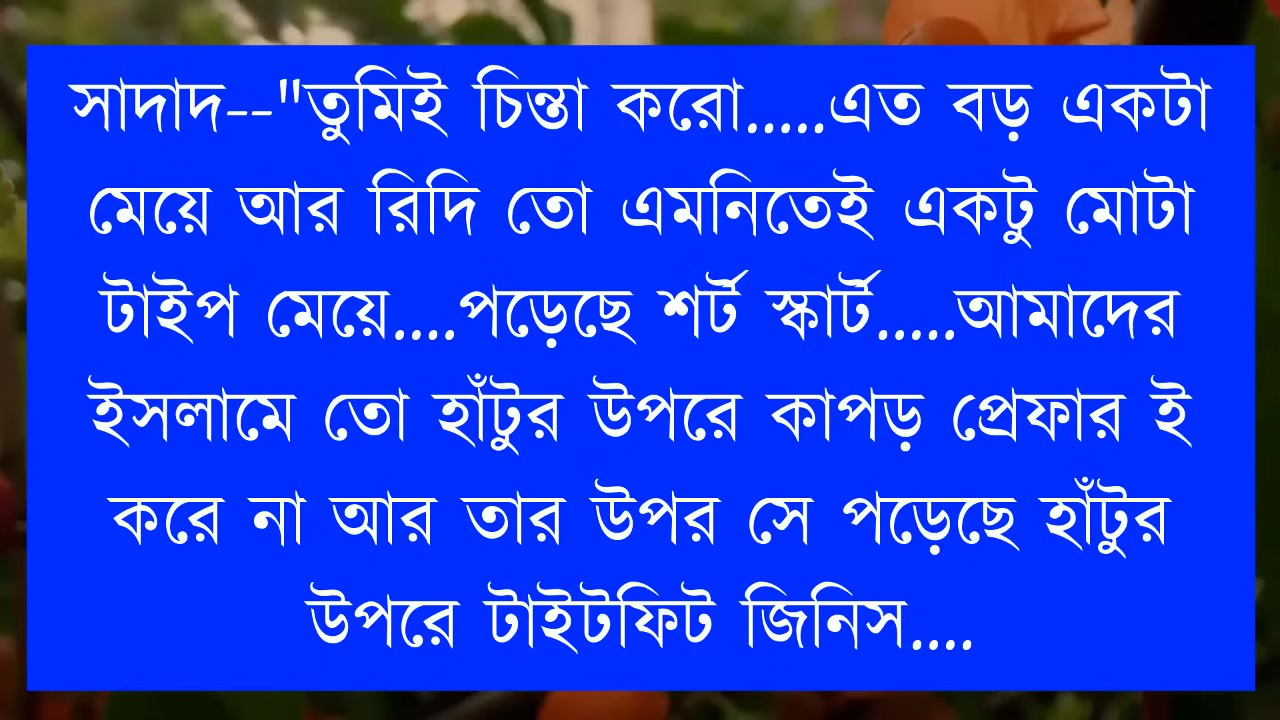 সাদাদ--"তুমিই চিন্তা করো.....এত বড় একটা
মেয়ে আর রিদি তো এমনিতেই একটু মোটা
টাইপ মেয়ে....পড়েছে শর্ট স্কার্ট.....আমাদের
ইসলামে তো হাঁটুর উপরে কাপড় প্রেফার ই
করে না আর তার উপর সে পড়েছে হাঁটুর
উপরে টাইটফিট জিনিস....